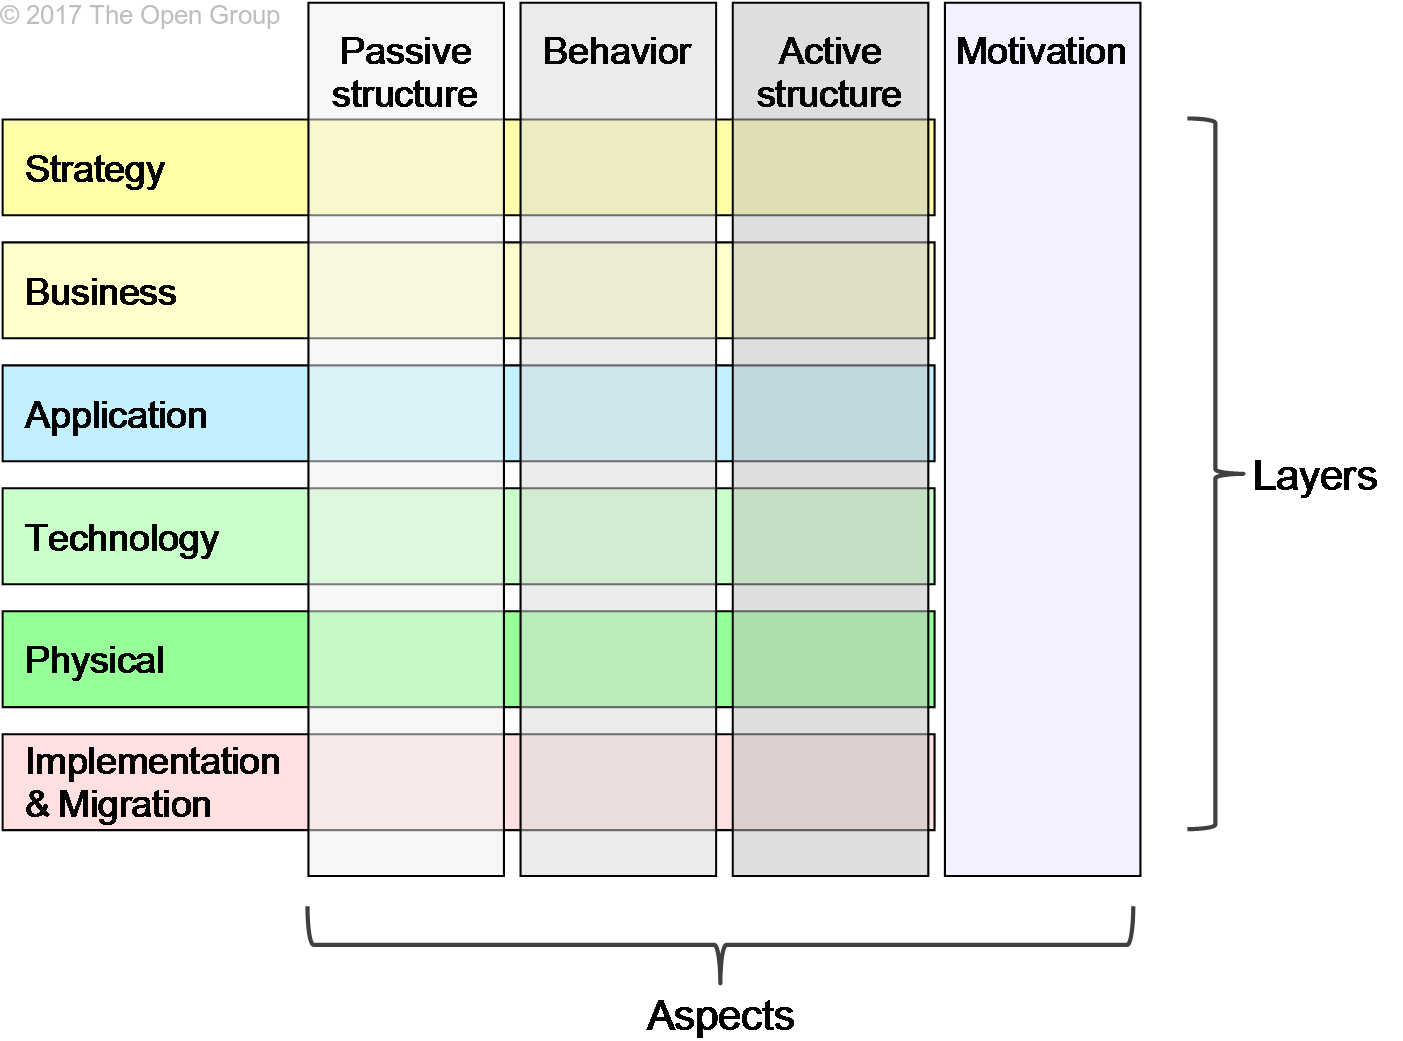 © 2017 The Open Group
Passive
structure
Behavior
Active
structure
Motivation
Strategy
Business
Application
Technology
Physical
Implementation
& Migration
Layers
Aspects